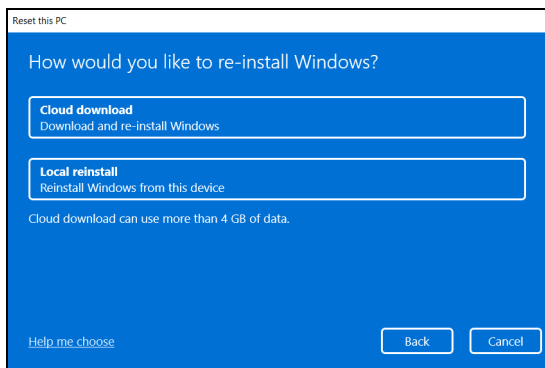 Reset this PC
How would you like to re-install Windows?
Cloud download
Download and re-install Windows
Local reinstall
Reinstall Windows from this device
Cloud download can use more than 4 GB of data.
Help me choose
Back
Cancel